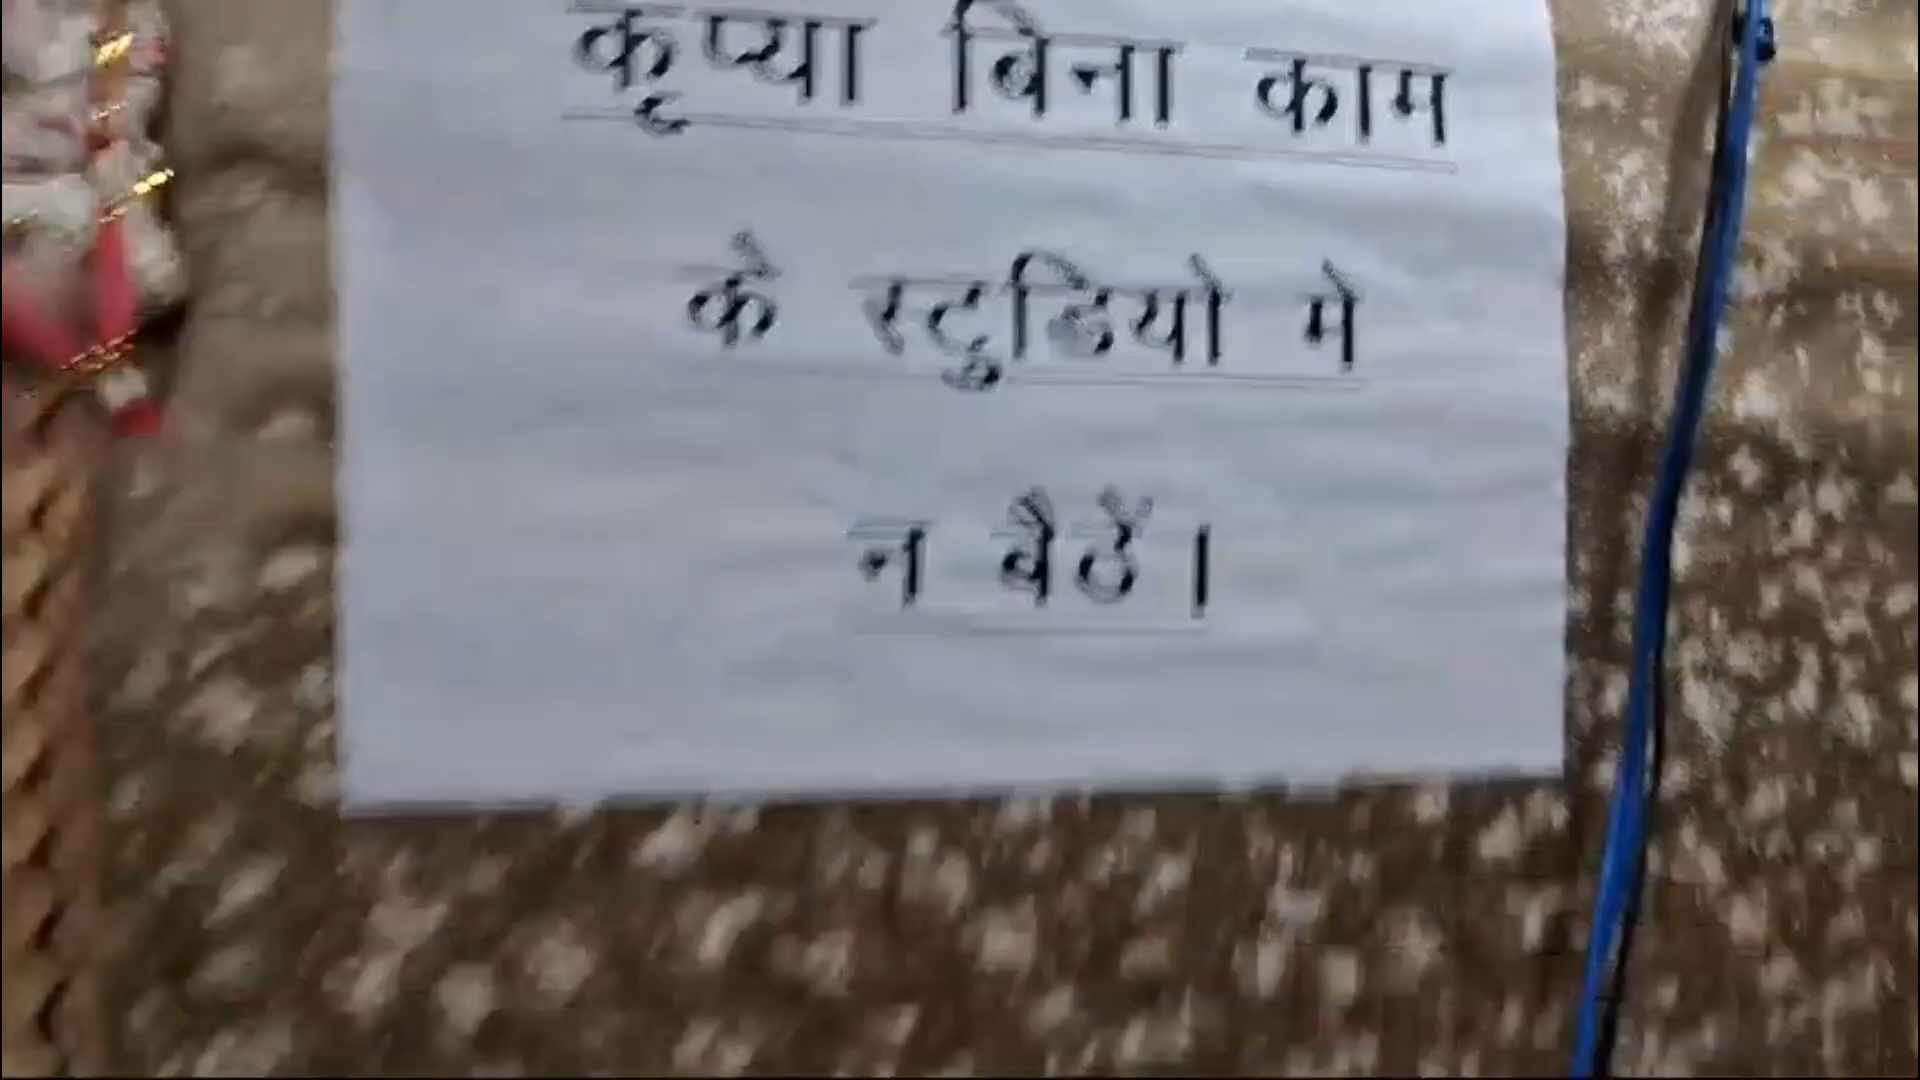 कृप्या बिना काम
के स्टुडियो मे
न बैठें।